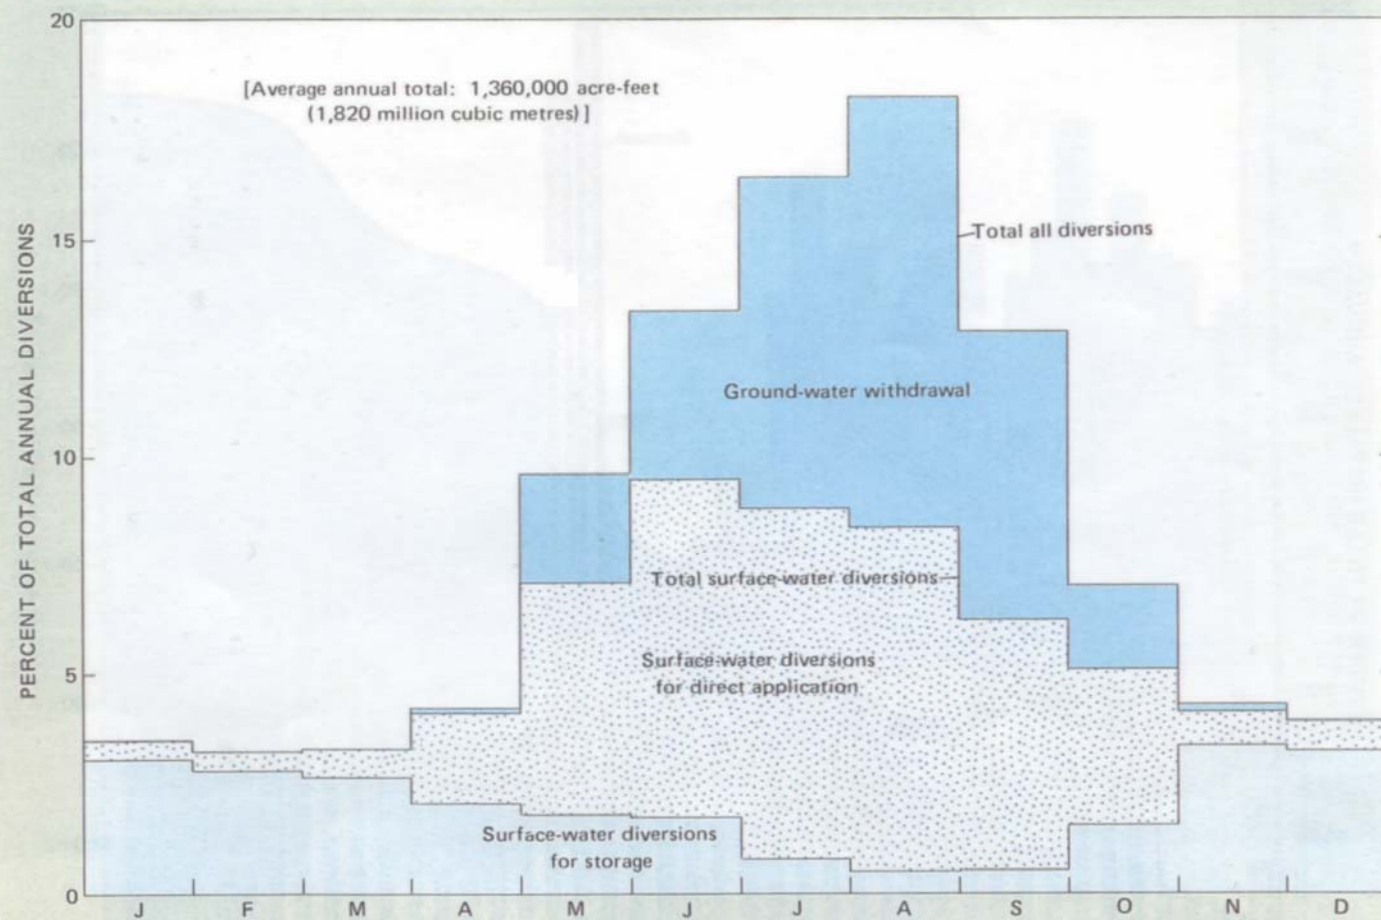 20
[Average annual total: 1,360,000 acre-feet
(1,820 million cubic metres)]
PERCENT OF TOTAL ANNUAL DIVERSIONS
15
Total all diversions
Ground-water withdrawal
10
Total surface-water diversions
Surface-water diversions
for direct application
5
Surface-water diversions
for storage
0
J F M A M J J A S O N D